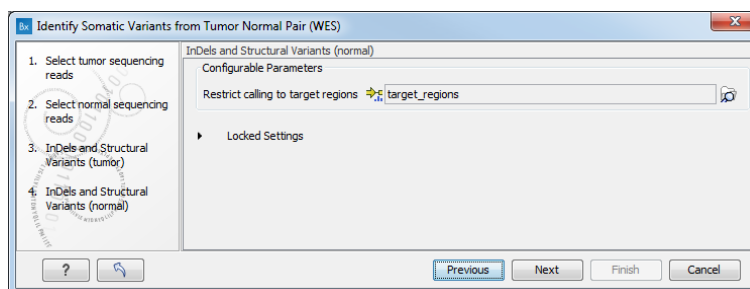 Bx Identify Somatic Variants from Tumor Normal Pair (WES)
x
1. Select tumor sequencing
reads
2. Select normal sequencing
reads
3. InDels and Structural
Variants (tumor)
4. InDels and Structural
Variants (normal)
InDels and Structural Variants (normal)
Configurable Parameters
Restrict calling to target regions target_regions
Locked Settings
? Previous Next Finish Cancel